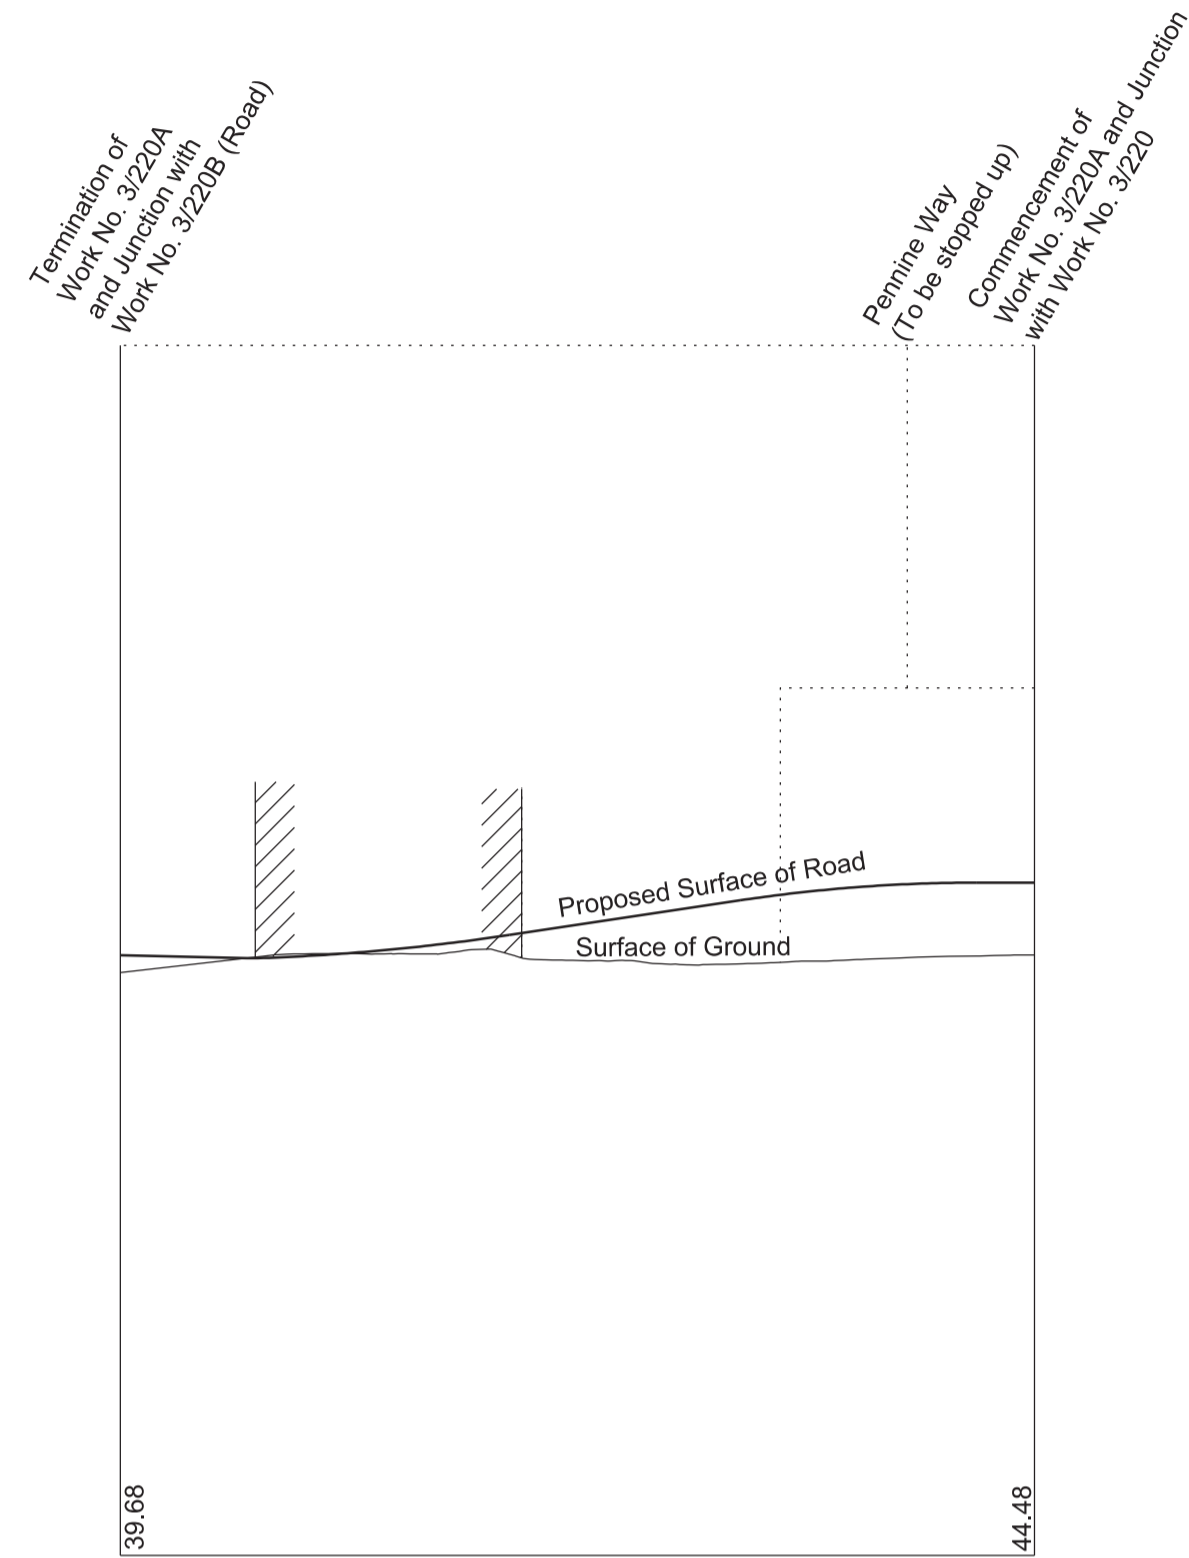 Termination of
Work No. 3/220A
and Junction with
Work No. 3/220B (Road)
Pennine Way
(To be stopped up)
Commencement of
Work No. 3/220A and Junction
with Work No. 3/220
Proposed Surface of Road
Surface of Ground
39.68
44.48